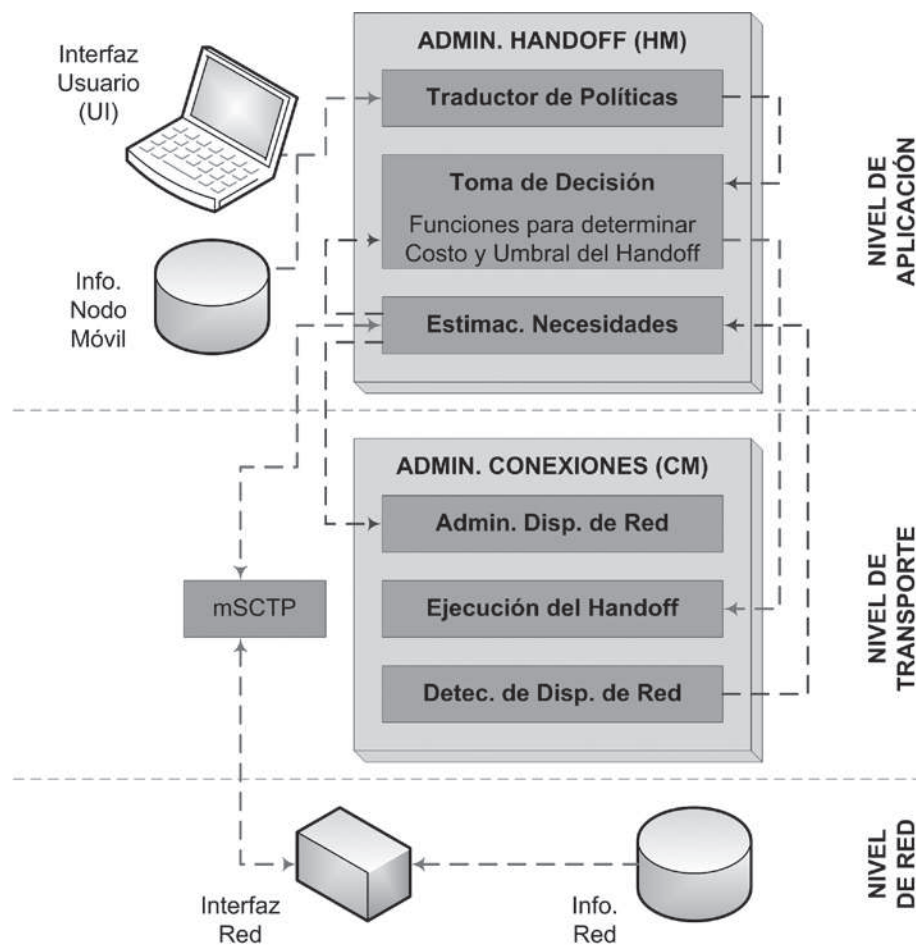 Interfaz
Usuario
(UI)
Info.
Nodo
Móvil
ADMIN. HANDOFF (HM)
Traductor de Políticas
Toma de Decisión
Funciones para determinar
Costo y Umbral del Handoff
Estimac. Necesidades
NIVEL DE
APLICACIÓN
ADMIN. CONEXIONES (CM)
Admin. Disp. de Red
Ejecución del Handoff
Detec. de Disp. de Red
mSCTP
NIVEL DE
TRANSPORTE
Interfaz
Red
Info.
Red
NIVEL
DE RED